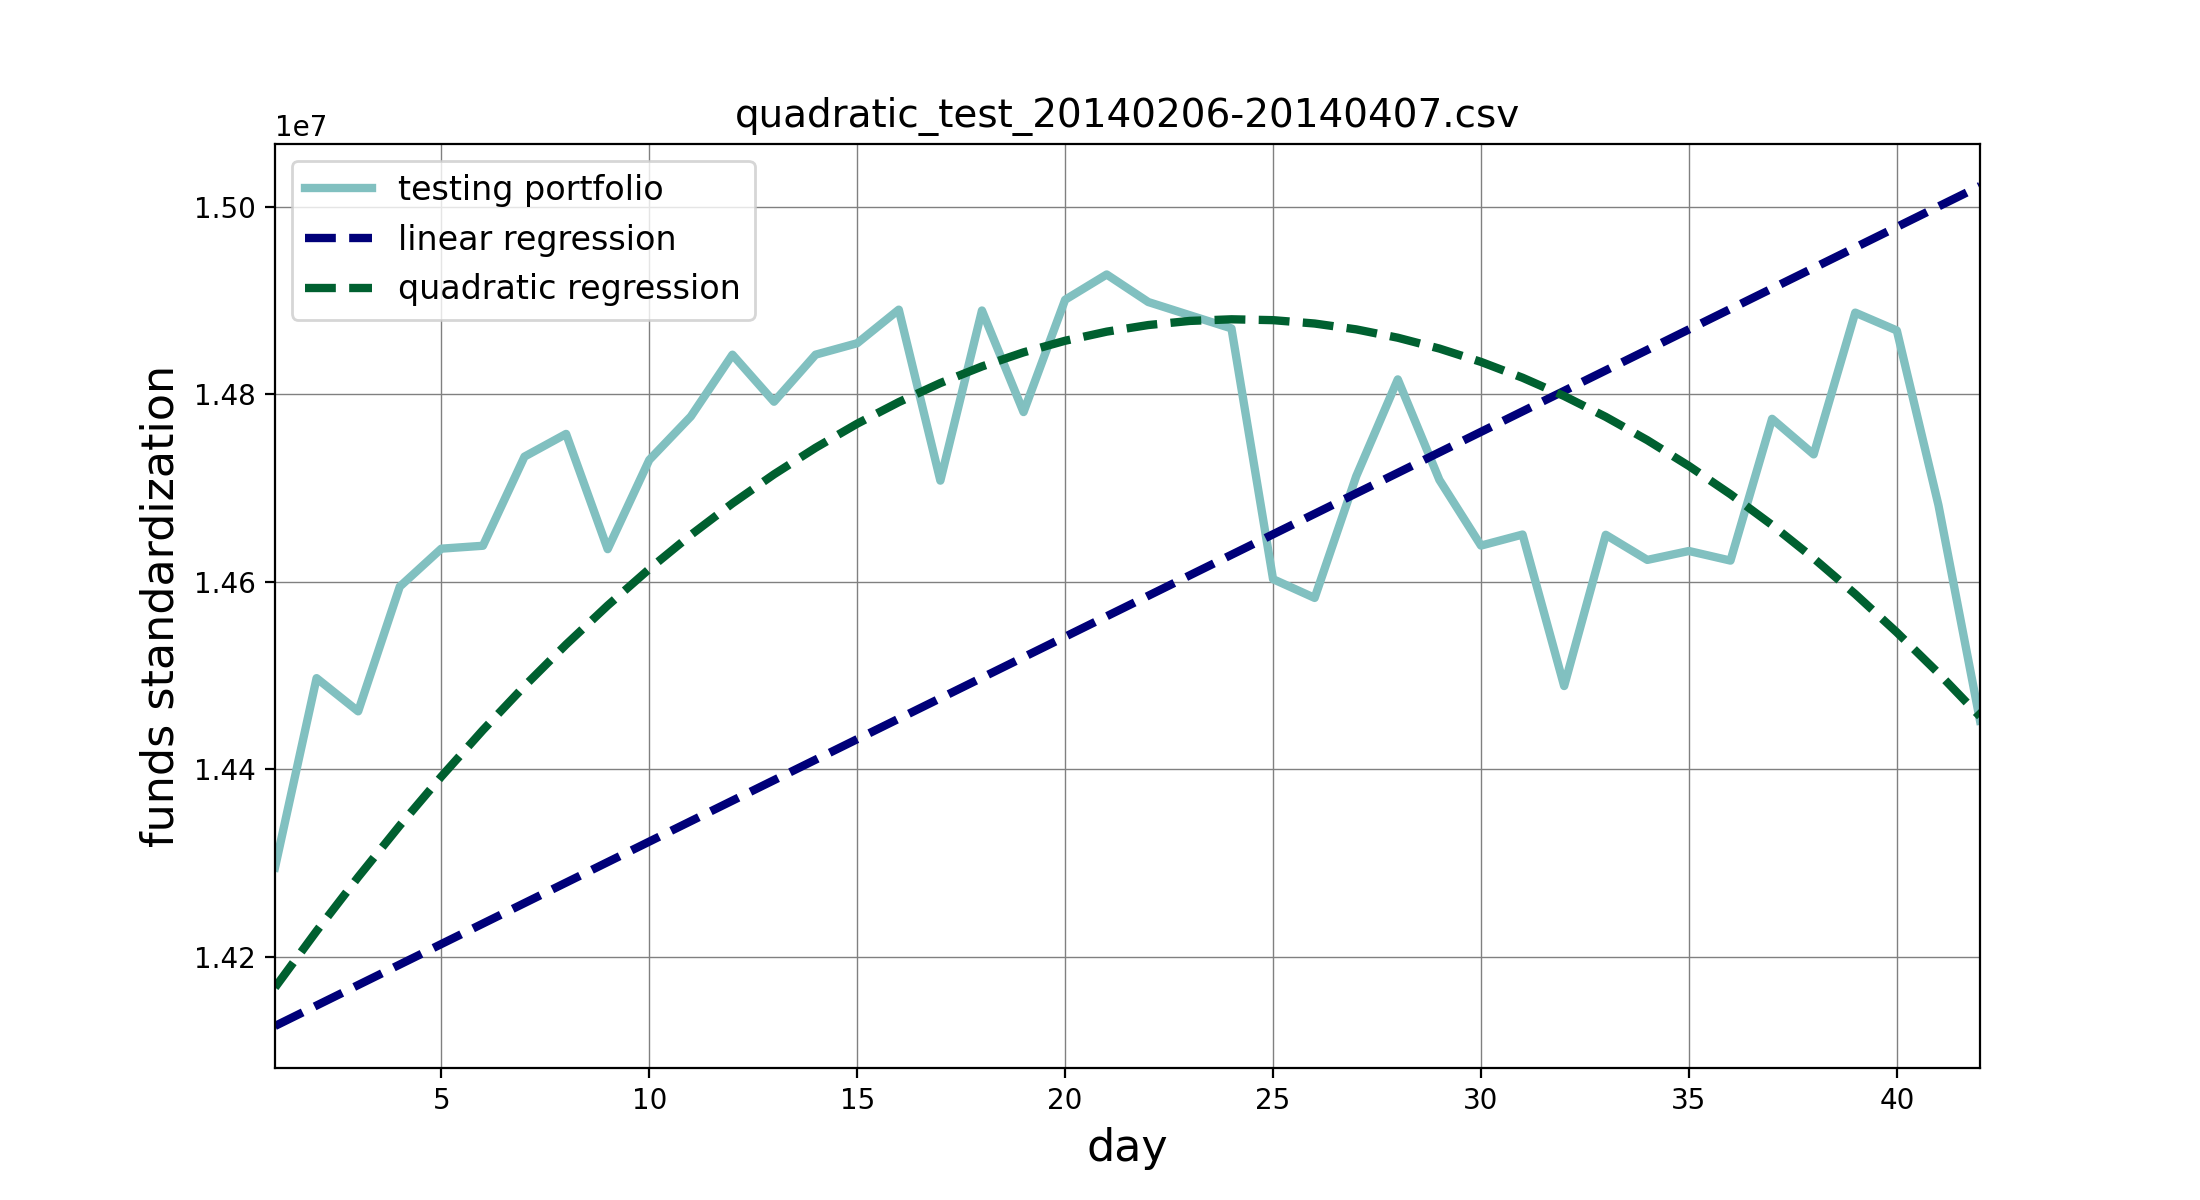 quadratic_test_20140206-20140407.csv
1e7
testing portfolio
linear regression
quadratic regression
1.50
1.48
1.46
1.44
1.42
funds standardization
5 10 15 20 25 30 35 40
day